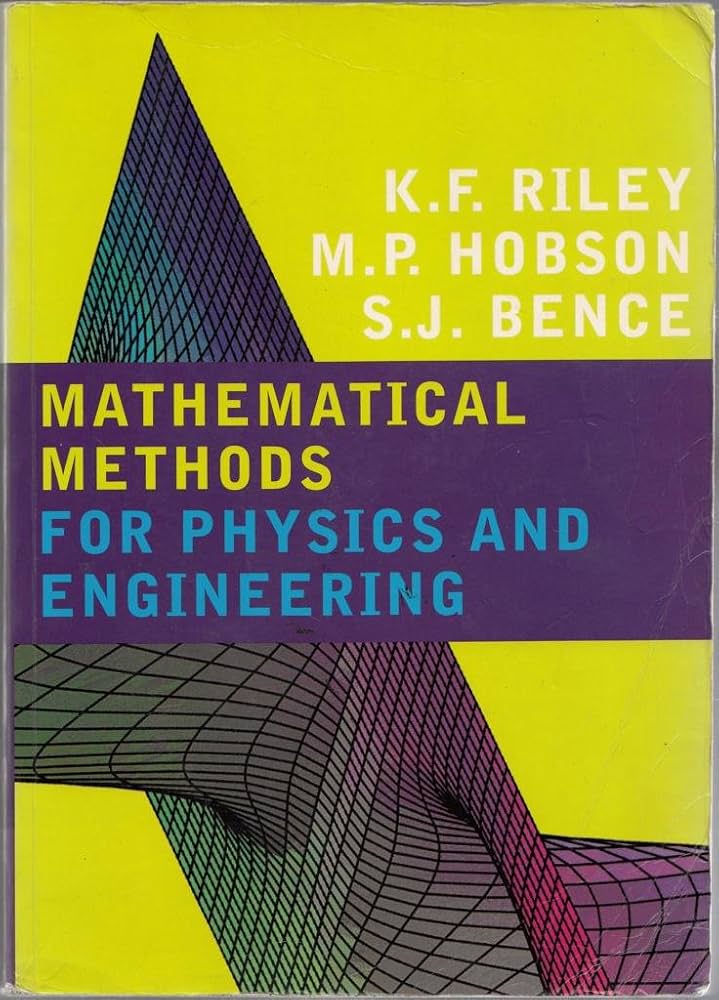 K.F. RILEY
M.P. HOBSON
S.J. BENCE
MATHEMATICAL
METHODS
FOR PHYSICS AND
ENGINEERING